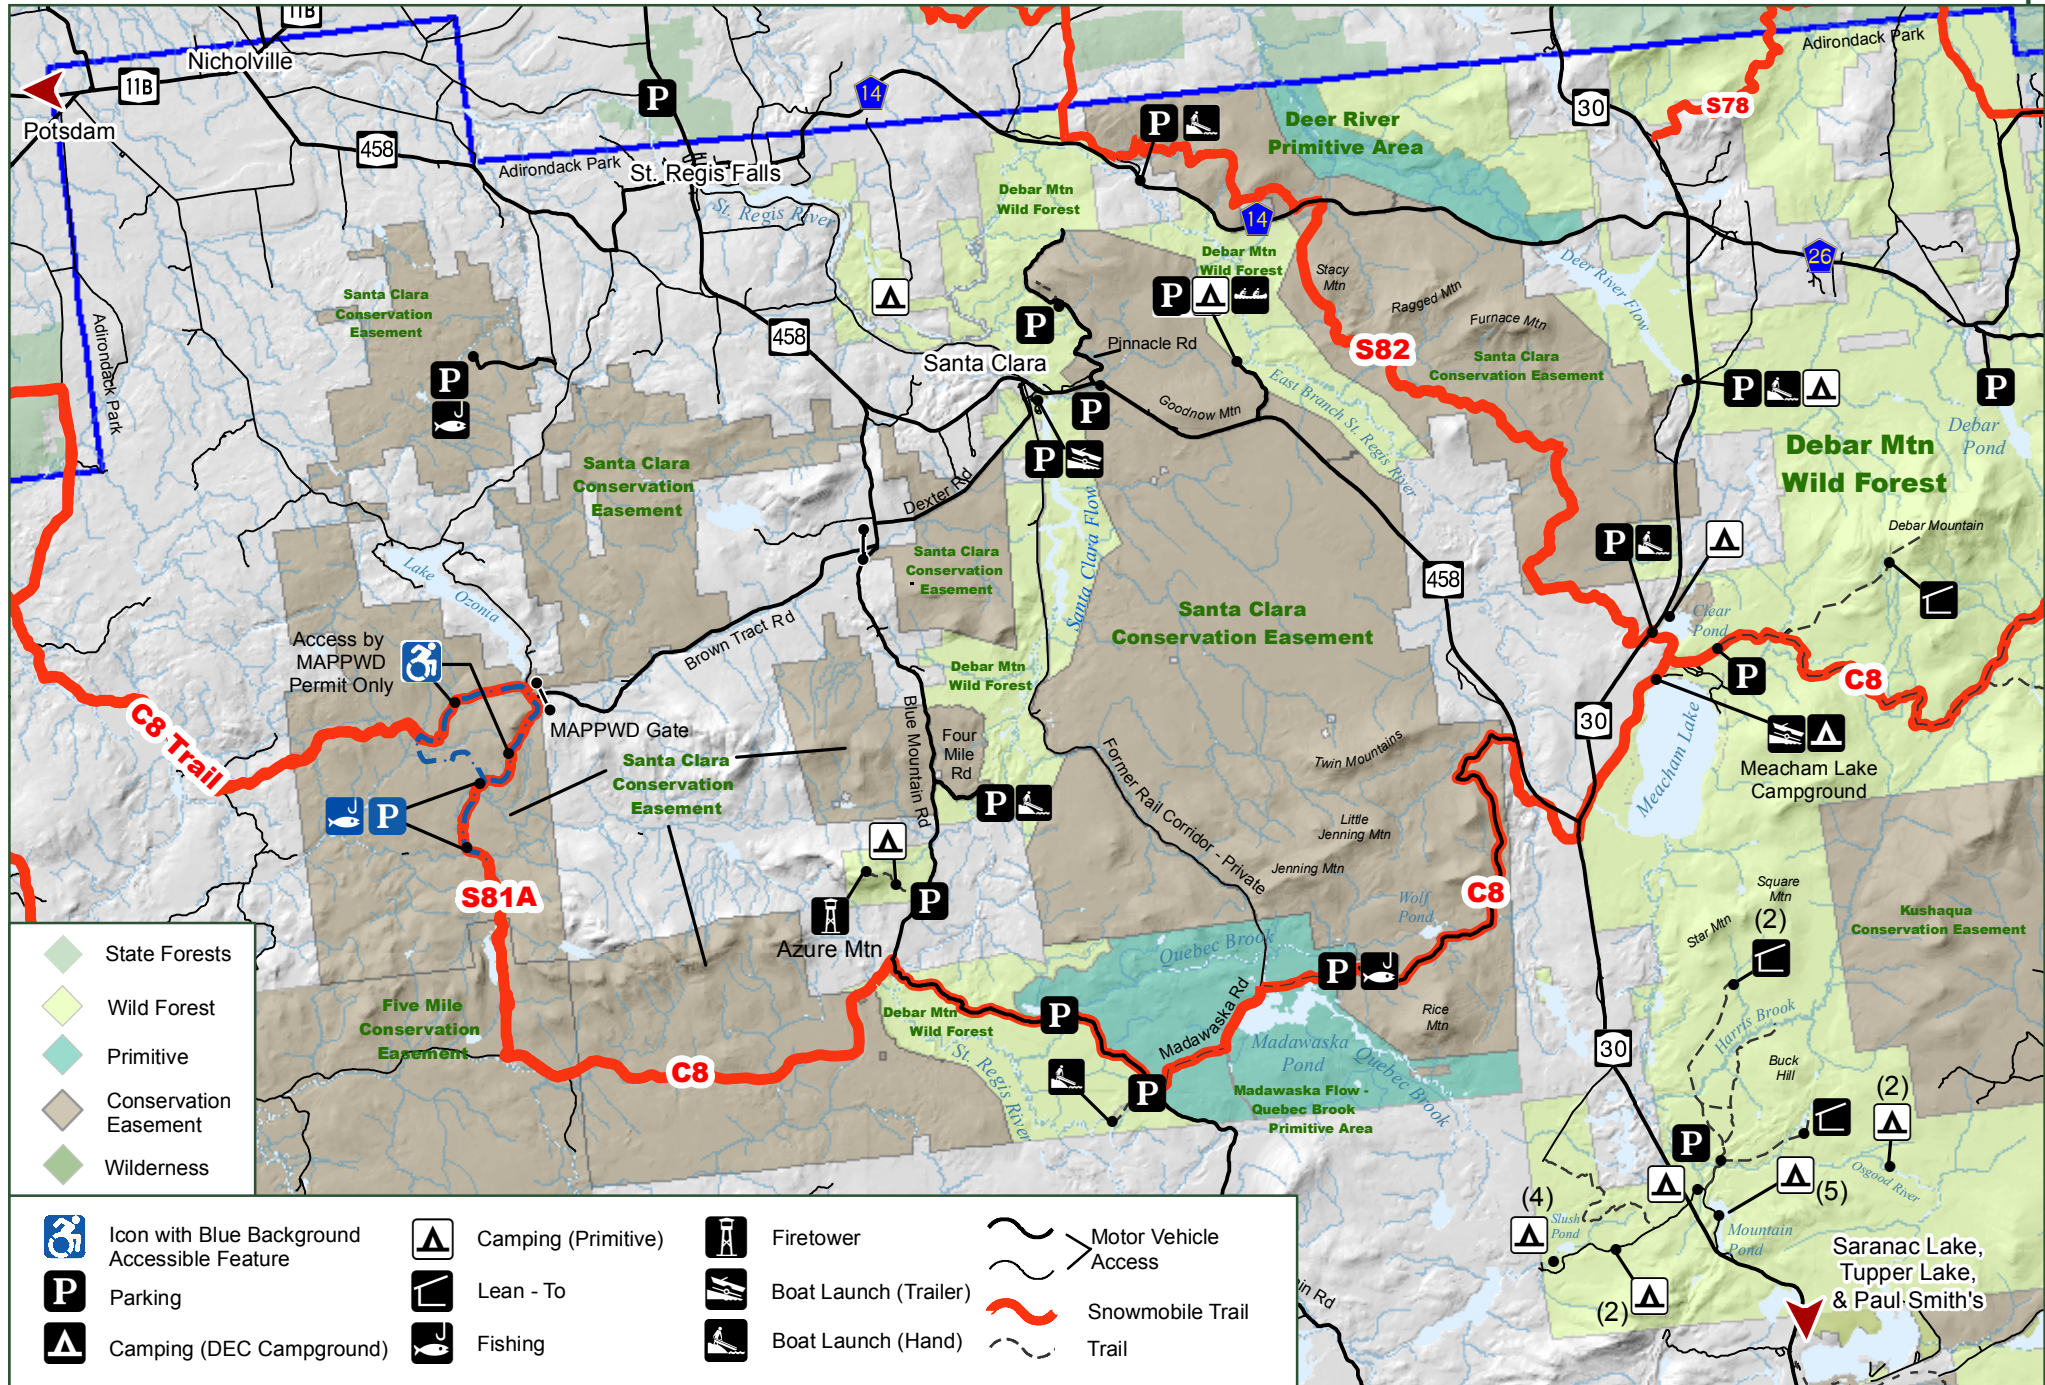 11B
Nicholville
11B
Potsdam
458
Adirondack Park
P
St. Regis Falls
St. Regis River
14
P
Deer River
Primitive Area
30
S78
Adirondack Park
Debar Mtn
Wild Forest
14
Debar Mtn
Wild Forest
26
Deer River Flow
Adirondack Park
Santa Clara
Conservation
Easement
P
458
P
Santa Clara
Pinnacle Rd
P
P
Stacy
Mtn
Ragged Mtn
Furnace Mtn
S82
Santa Clara
Conservation Easement
Goodnow Mtn
East Branch St. Regis River
P
P
Debar
Pond
Debar Mtn
Wild Forest
Debar Mountain
Santa Clara
Conservation
Easement
Dexter Rd
P
Santa Clara Flow
Santa Clara
Conservation
Easement
Lake
Ozonia
458
P
Clear
Pond
P
C8
Santa Clara
Conservation Easement
Access by
MAPPWD
Permit Only
Brown Tract Rd
Debar Mtn
Wild Forest
C8 Trail
MAPPWD Gate
Blue Mountain Rd
Four
Mile
Rd
Former Rail Corridor - Private
Twin Mountains
30
Meacham Lake
Meacham Lake
Campground
Santa Clara
Conservation
Easement
P
P
Little
Jenning Mtn
Jenning Mtn
S81A
P
Azure Mtn
Wolf
Pond
C8
Square
Mtn
(2)
Star Mtn
Kushaqua
Conservation Easement
Quebec Brook
P
Five Mile
Conservation
Easement
Debar Mtn
Wild Forest
P
Madawaska Rd
Rice
Mtn
Madawaska
Pond
Quebec Brook
Harris Brook
30
Buck
Hill
(2)
C8
St. Regis River
P
Madawaska Flow -
Quebec Brook
Primitive Area
P
Osgood River
(5)
(4)
Slush
Pond
Mountain
Pond
(2)
Saranac Lake,
Tupper Lake,
& Paul Smith's
in Rd
State Forests
Wild Forest
Primitive
Conservation
Easement
Wilderness
Icon with Blue Background
Accessible Feature
P
Parking
Camping (DEC Campground)
Camping (Primitive)
Lean - To
Fishing
Firetower
Boat Launch (Trailer)
Boat Launch (Hand)
Motor Vehicle
Access
Snowmobile Trail
Trail